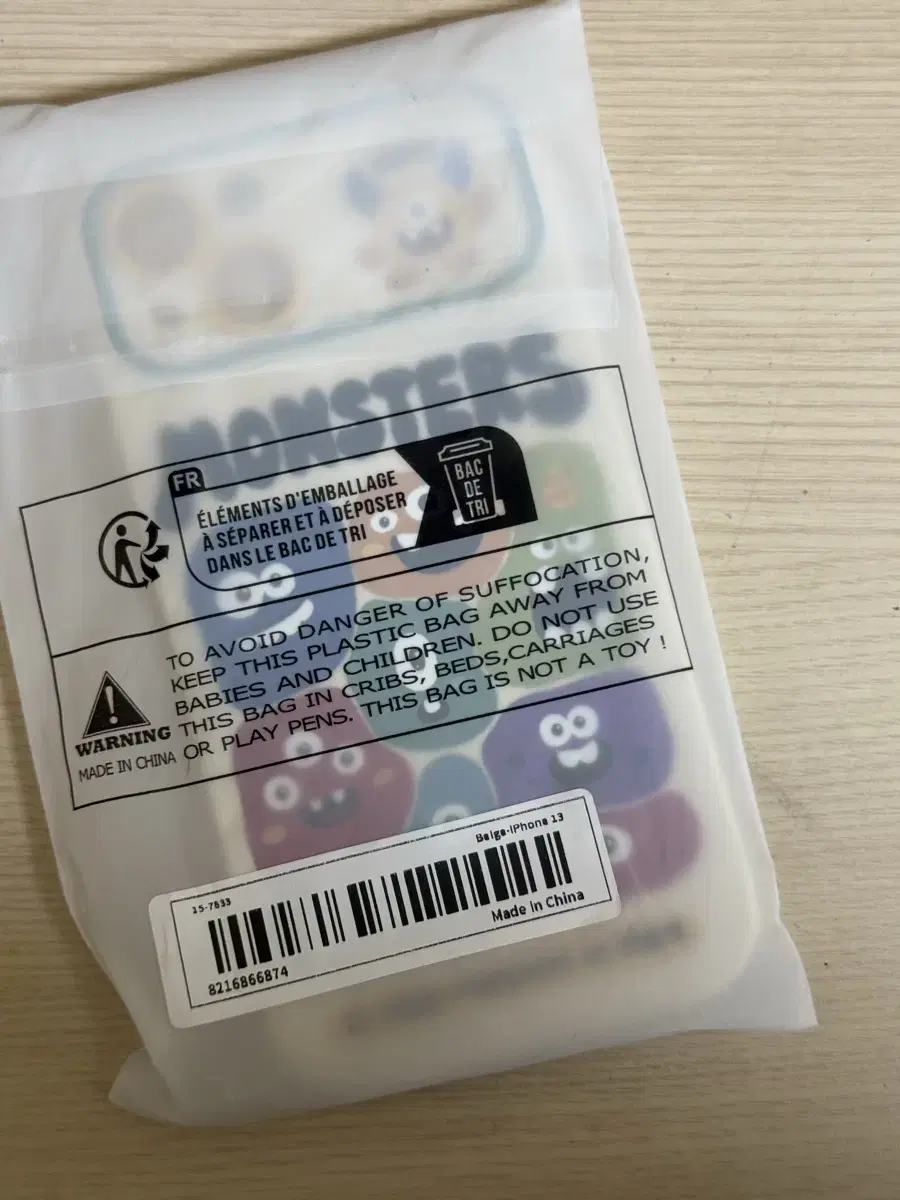 MONSTERS
FR
ÉLÉMENTS D'EMBALLAGE
À SÉPARER ET À DÉPOSER
DANS LE BAC DE TRI
BAC
DE
TRI
TO AVOID DANGER OF SUFFOCATION,
KEEP THIS PLASTIC BAG AWAY FROM
BABIES AND CHILDREN. DO NOT USE
THIS BAG IN CRIBS, BEDS,CARRIAGES
OR PLAY PENS. THIS BAG IS NOT A TOY !
WARNING
MADE IN CHINA
Beige-iPhone 13
15-7833
Made in China
8216866874